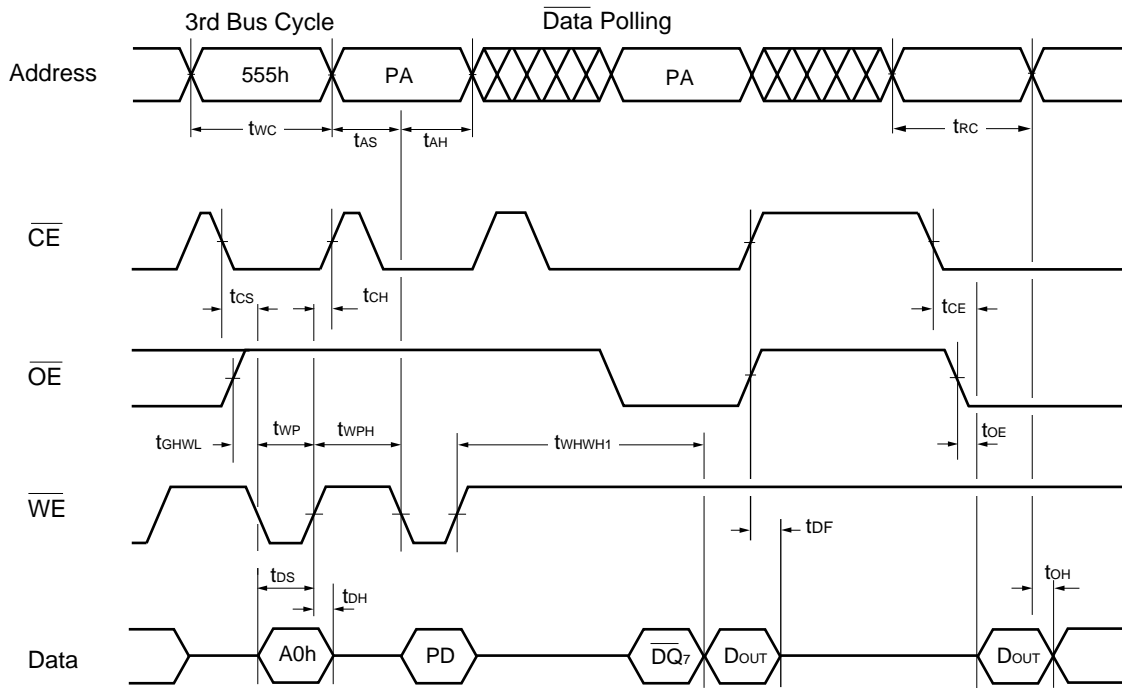 3rd Bus Cycle Data Polling
Address 555h PA PA
tWC tAS tAH tRC
CE
tCS tCH tCE
OE
tGHWL tWP tWPH tWHWH1 tOE
WE
tDF
tDS tDH tOH
Data A0h PD DQ7 DOUT DOUT